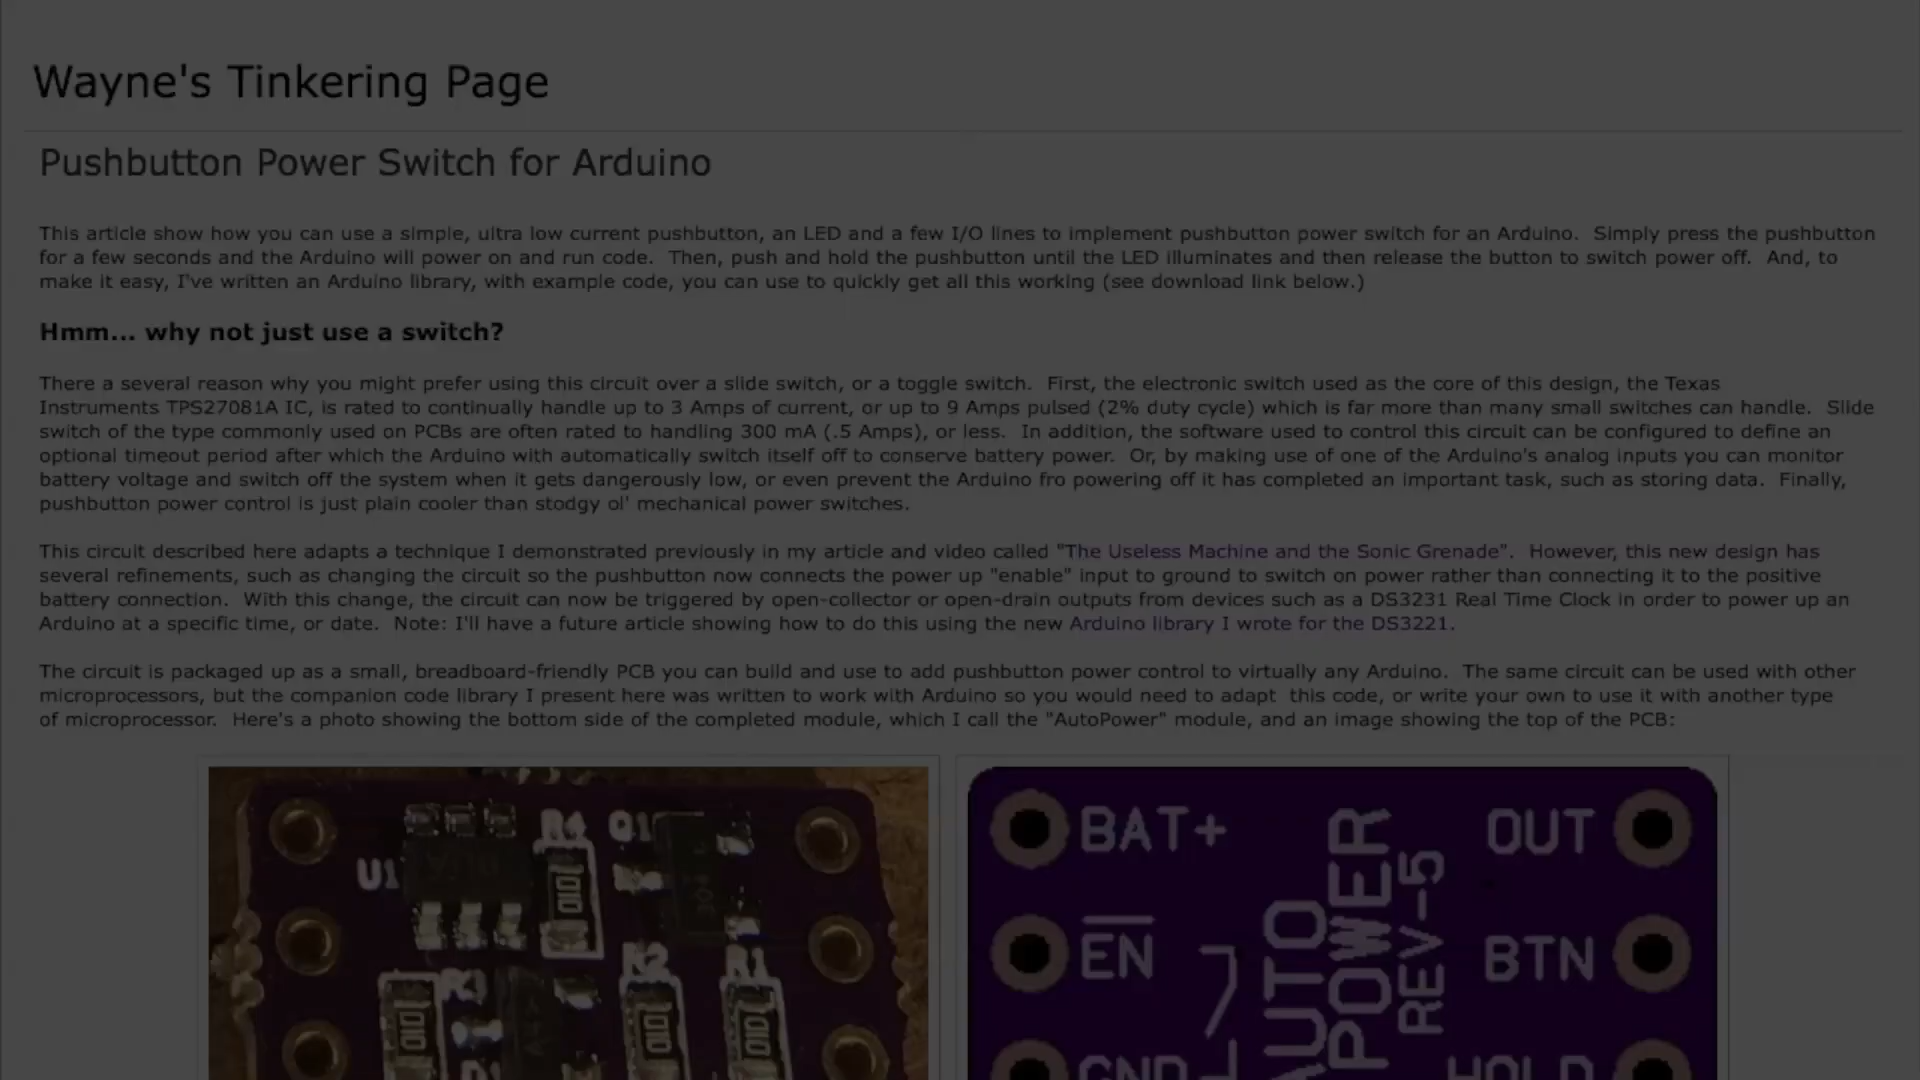 Wayne's Tinkering Page
Pushbutton Power Switch for Arduino
This article show how you can use a simple, ultra low current pushbutton, an LED and a few I/O lines to implement pushbutton power switch for an Arduino.  Simply press the pushbutton
for a few seconds and the Arduino will power on and run code.  Then, push and hold the pushbutton until the LED illuminates and then release the button to switch power off.  And, to
make it easy, I've written an Arduino library, with example code, you can use to quickly get all this working (see download link below.)
Hmm... why not just use a switch?
There a several reason why you might prefer using this circuit over a slide switch, or a toggle switch.  First, the electronic switch used as the core of this design, the Texas
Instruments TPS27081A IC, is rated to continually handle up to 3 Amps of current, or up to 9 Amps pulsed (2% duty cycle) which is far more than many small switches can handle.  Slide
switch of the type commonly used on PCBs are often rated to handling 300 mA (.5 Amps), or less.  In addition, the software used to control this circuit can be configured to define an
optional timeout period after which the Arduino with automatically switch itself off to conserve battery power.  Or, by making use of one of the Arduino's analog inputs you can monitor
battery voltage and switch off the system when it gets dangerously low, or even prevent the Arduino fro powering off it has completed an important task, such as storing data.  Finally,
pushbutton power control is just plain cooler than stodgy ol' mechanical power switches.
This circuit described here adapts a technique I demonstrated previously in my article and video called "The Useless Machine and the Sonic Grenade".  However, this new design has
several refinements, such as changing the circuit so the pushbutton now connects the power up "enable" input to ground to switch on power rather than connecting it to the positive
battery connection.  With this change, the circuit can now be triggered by open-collector or open-drain outputs from devices such as a DS3231 Real Time Clock in order to power up an
Arduino at a specific time, or date.  Note: I'll have a future article showing how to do this using the new Arduino library I wrote for the DS3221.
The circuit is packaged up as a small, breadboard-friendly PCB you can build and use to add pushbutton power control to virtually any Arduino.  The same circuit can be used with other
microprocessors, but the companion code library I present here was written to work with Arduino so you would need to adapt  this code, or write your own to use it with another type
of microprocessor.  Here's a photo showing the bottom side of the completed module, which I call the "AutoPower" module, and an image showing the top of the PCB:
R4 Q1
U1
010
R3 R2 R1
010 010 010
BAT+ OUT
EN BTN
GND HOLD
AUTO
POWER
REV-5